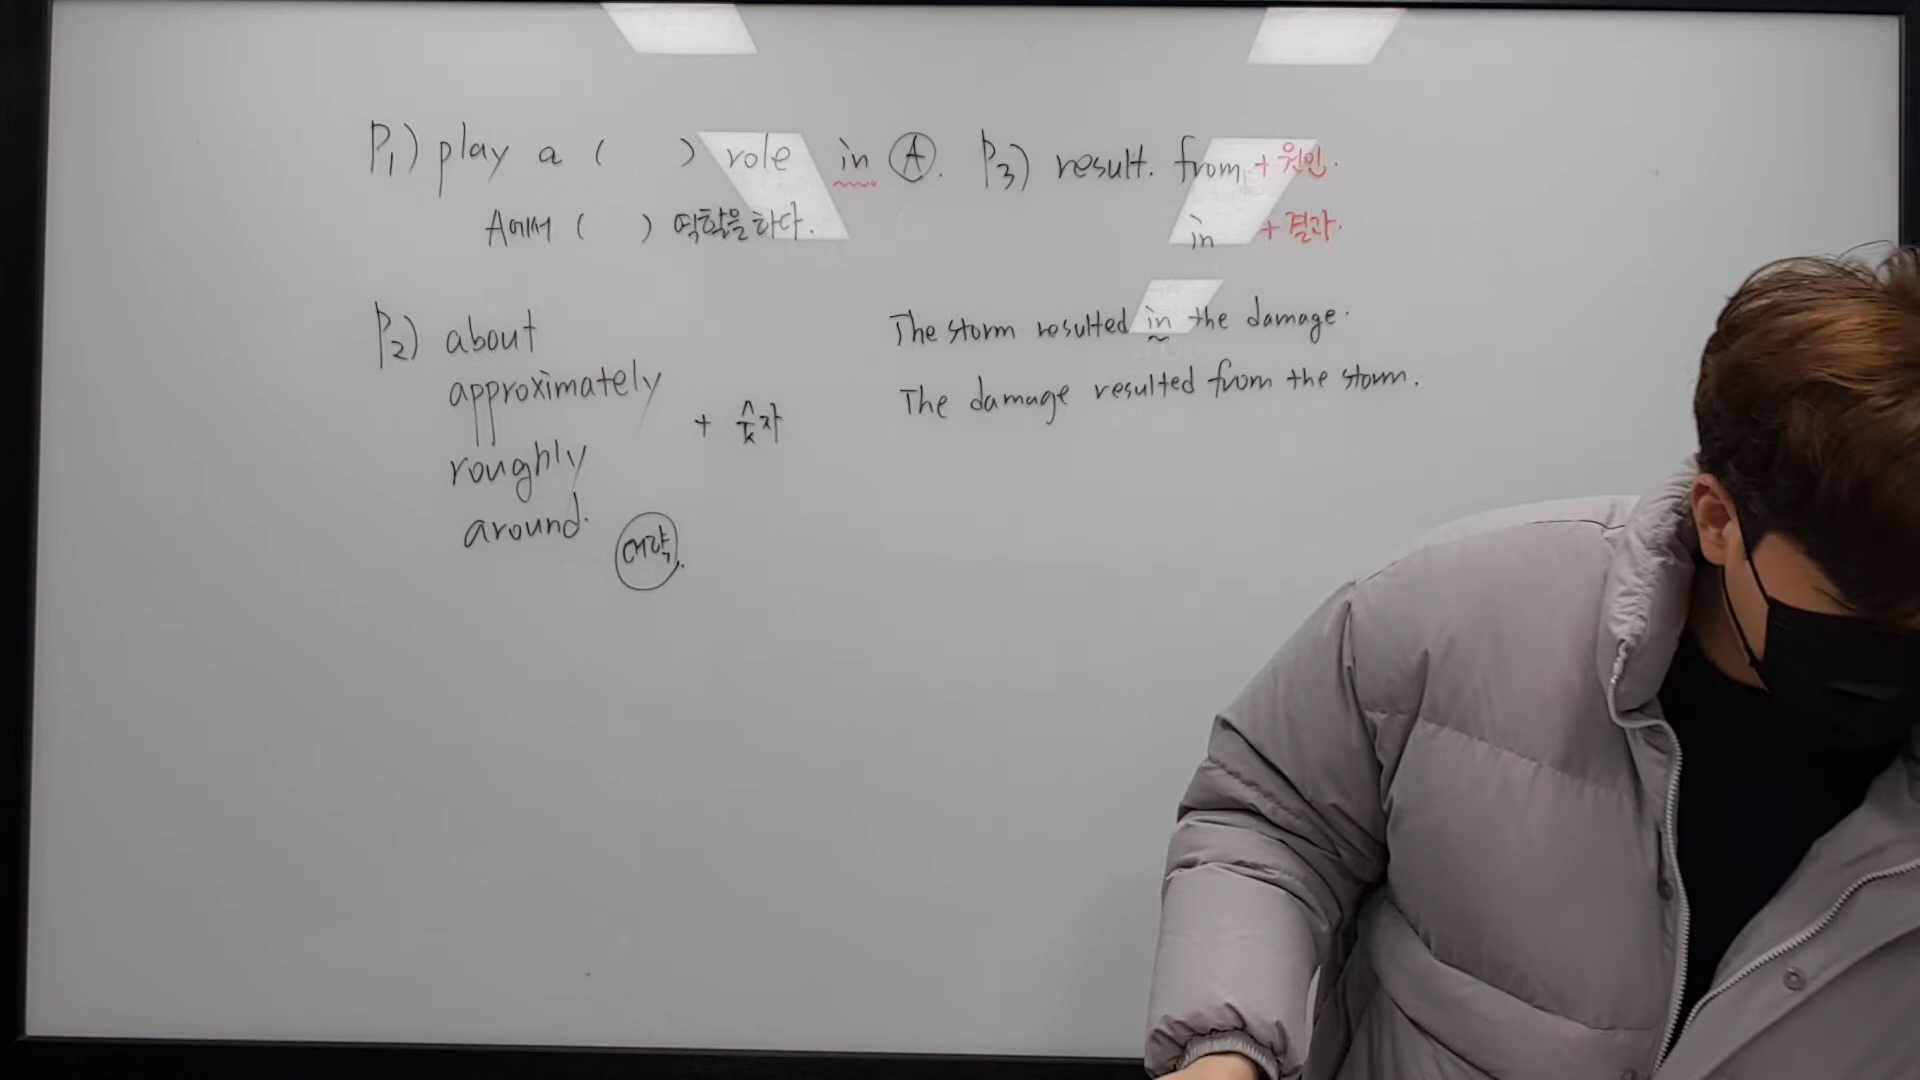 P1) play a (    ) role in Ⓐ.
A에서 (    ) 역할을 하다.
P2) about
approximately
roughly
around.
+ 숫자
대략.
P3) result. from + 원인.
in + 결과.
The storm resulted in the damage.
The damage resulted from the storm.